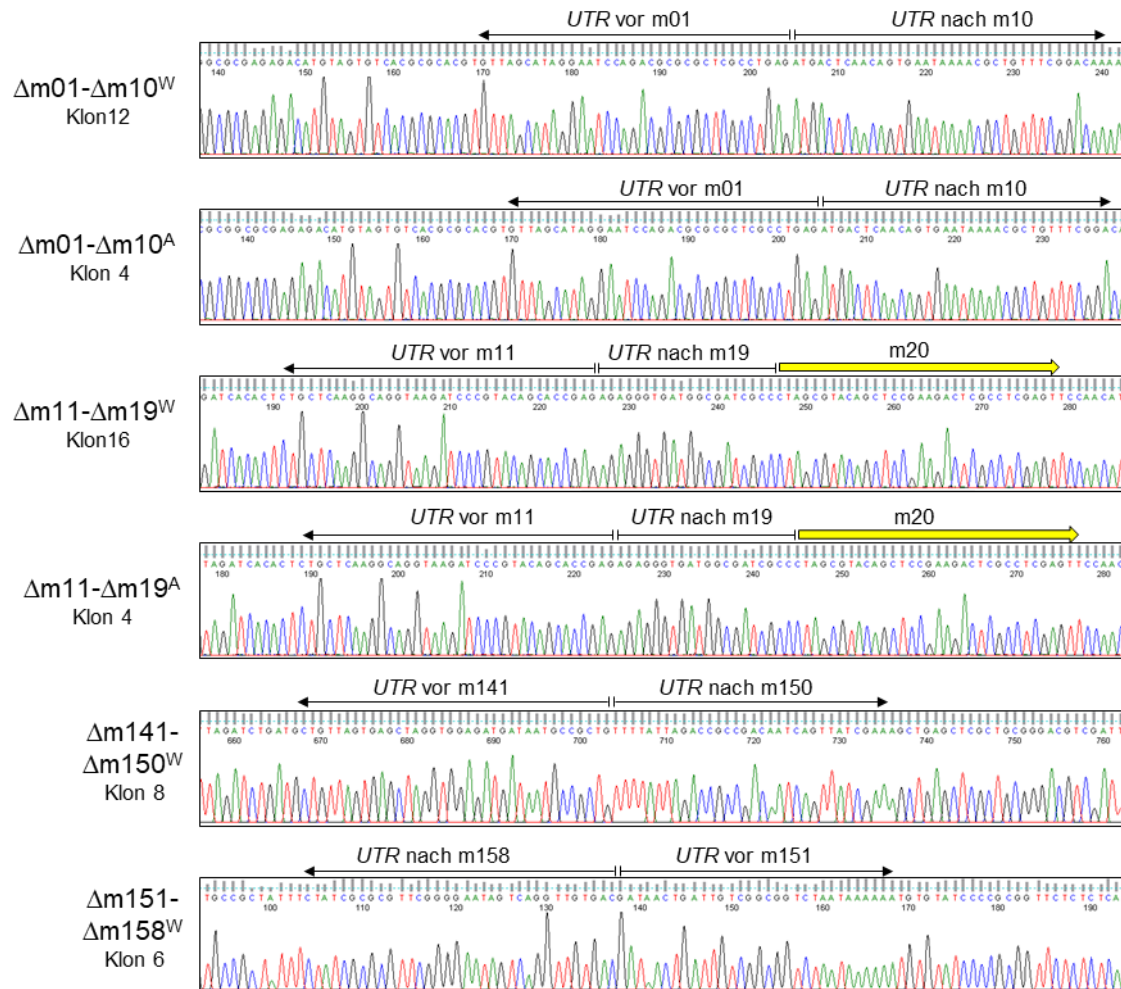 UTR vor m01 UTR nach m10
GGCGCGAGAGACATGTAGTGTCACGCGCACGTGTTAGCATAGGAATCCAGACGCGCGCTCGCCTGAGATGACTCAACAGTGAATAAAACGCTGTTTCGGACAAAA
140 150 160 170 180 190 200 210 220 230 240
Δm01-Δm10W
Klon12
UTR vor m01 UTR nach m10
CGCGGCGCGAGAGACATGTAGTGTCACGCGCACGTGTTAGCATAGGAATCCAGACGCGCGCTCGCCTGAGATGACTCAACAGTGAATAAAACGCTGTTTCGGACA
140 150 160 170 180 190 200 210 220 230
Δm01-Δm10A
Klon 4
UTR vor m11 UTR nach m19 m20
GATCACACTCTGCTCAAGGCAGGTAAGATCCCGTACAGCACCGAGAGAGGGTGATGGCGATCGCCCTAGCGTACAGCTCCGAAGACTCGCCTCGAGTTCCAACAT
190 200 210 220 230 240 250 260 270 280
Δm11-Δm19W
Klon16
UTR vor m11 UTR nach m19 m20
TAGATCACACTCTGCTCAAGGCAGGTAAGATCCCGTACAGCACCGAGAGAGGGTGATGGCGATCGCCCTAGCGTACAGCTCCGAAGACTCGCCTCGAGTTCCAAC
180 190 200 210 220 230 240 250 260 270 280
Δm11-Δm19A
Klon 4
UTR vor m141 UTR nach m150
TAGATCTGATGCTGTTAGTGAGCTAGGTGGAGATGATAATGCCGCTGTTTTATTAGACCGCCGACAATCAGTTATCGAAAGCTGAGCTCGCTGCGGGACGTCGATT
660 670 680 690 700 710 720 730 740 750 760
Δm141-
Δm150W
Klon 8
UTR nach m158 UTR vor m151
TGCCGCTATTTCTATCGCGCGTTCGGGGAATAGTCAGGTTGTGACGATAACTGATTGTCGGCGGTCTAATAAAAAATGTGTATCCCCGCGGTTCTCTCTCA
100 110 120 130 140 150 160 170 180 190
Δm151-
Δm158W
Klon 6